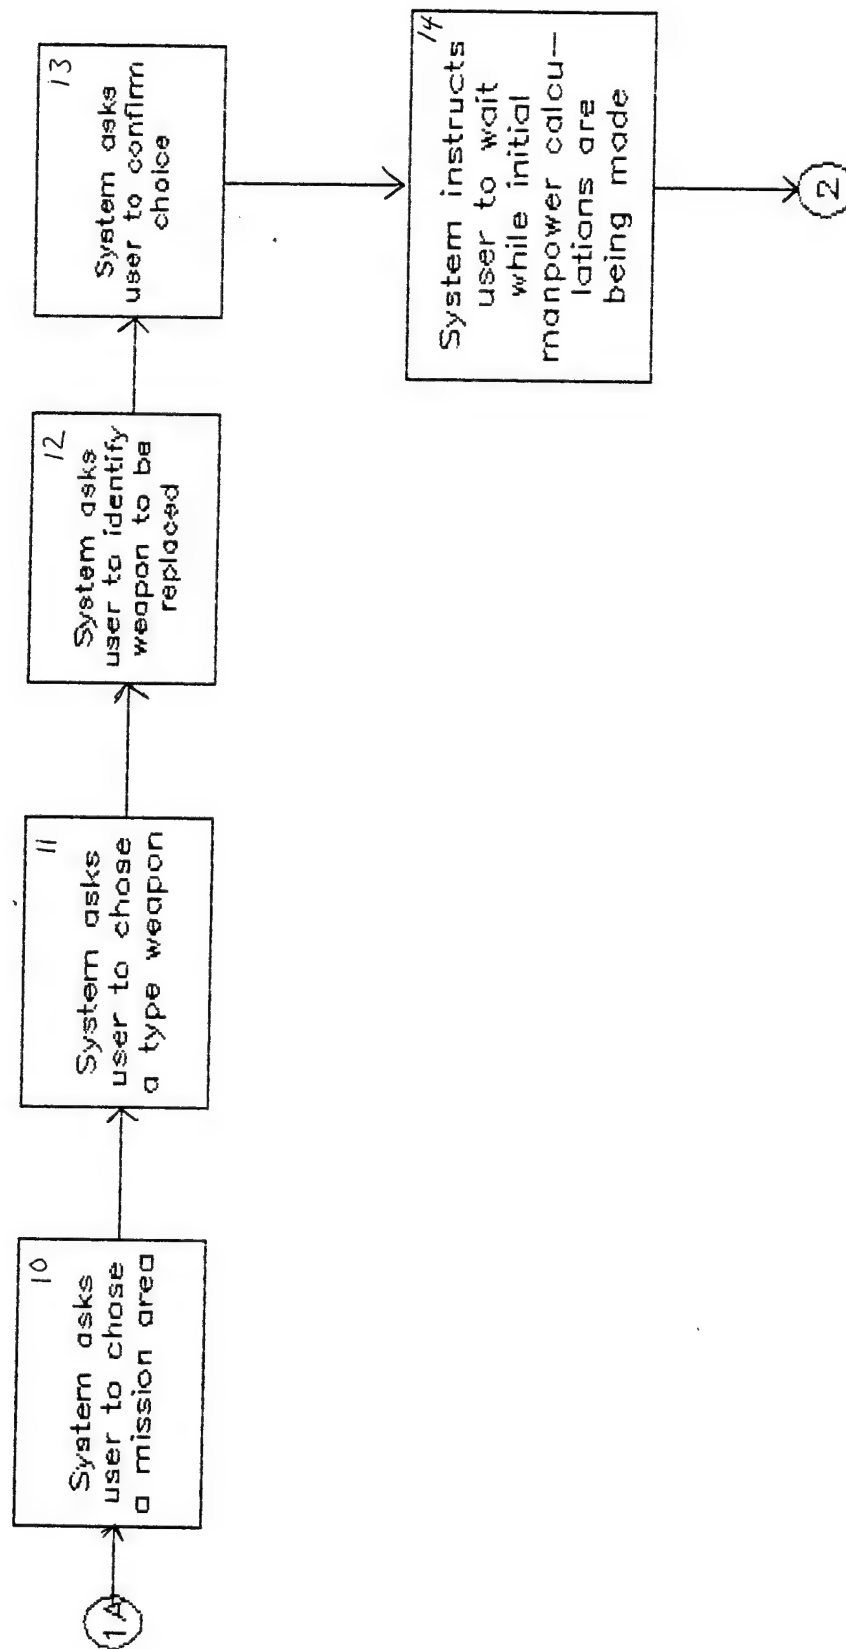 1A
10
System asks
user to chose
a mission area
11
System asks
user to chose
a type weapon
12
System asks
user to identify
weapon to be
replaced
13
System asks
user to confirm
choice
14
System instructs
user to wait
while initial
manpower calcu—
lations are
being made
2